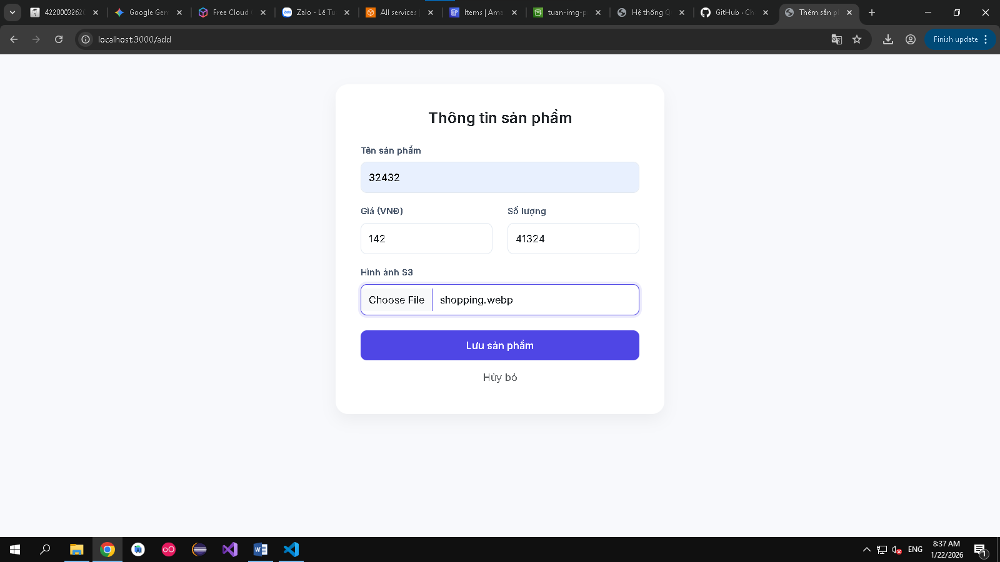 42200032620
Google Gem
Free Cloud
Zalo - Lê Tu
All services
Items | Ama
tuan-img-p
Hệ thống Q
GitHub · Ch
Thêm sản p
localhost:3000/add
Finish update
Thông tin sản phẩm
Tên sản phẩm
32432
Giá (VNĐ)
Số lượng
142
41324
Hình ảnh S3
Choose File
shopping.webp
Lưu sản phẩm
Hủy bỏ
ENG
8:37 AM
1/22/2026
1